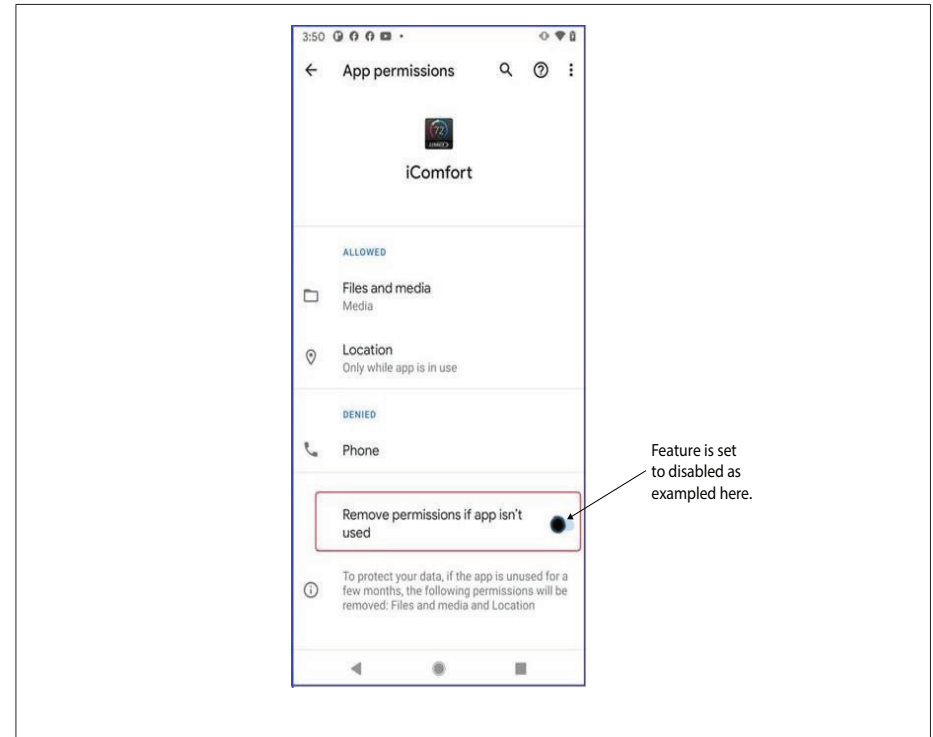 3:50
App permissions
72
iComfort
ALLOWED
Files and media
Media
Location
Only while app is in use
DENIED
Phone
Remove permissions if app isn't
used
Feature is set
to disabled as
exampled here.
To protect your data, if the app is unused for a
few months, the following permissions will be
removed: Files and media and Location